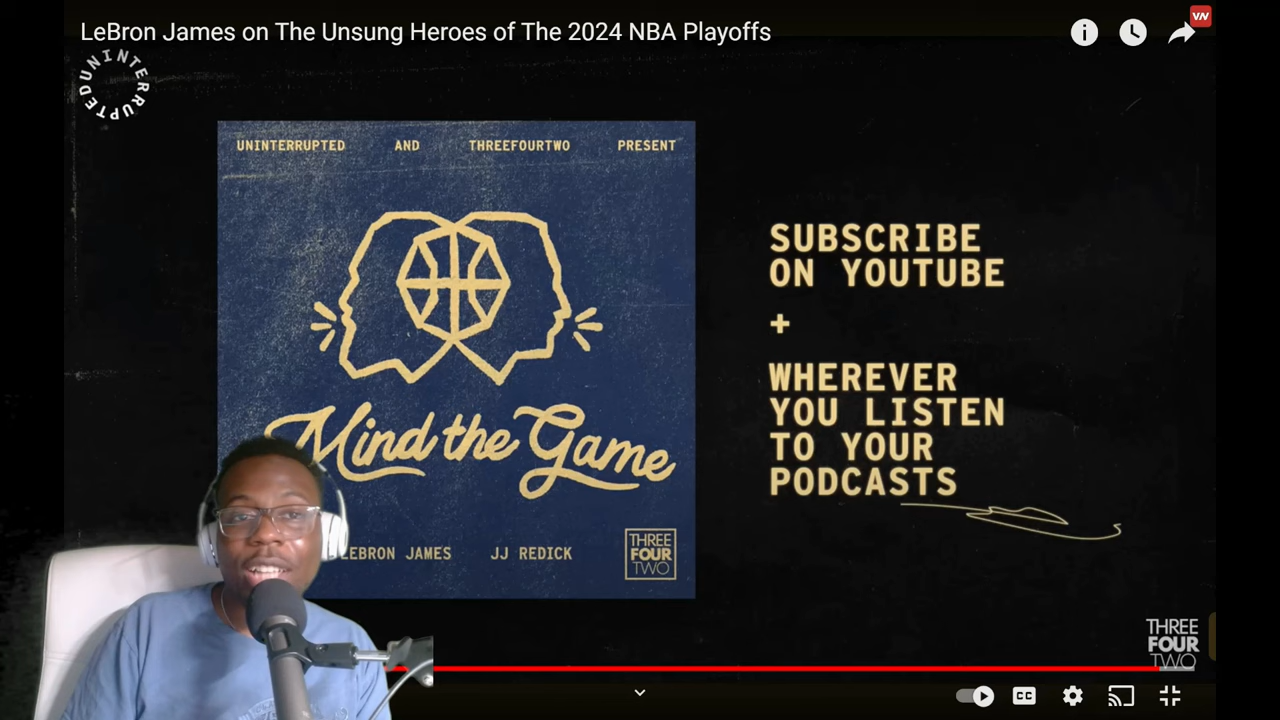 LeBron James on The Unsung Heroes of The 2024 NBA Playoffs
VN
UNINTERRUPTED
UNINTERRUPTED AND THREEFOURTWO PRESENT
Mind the Game
LEBRON JAMES JJ REDICK
THREE
FOUR
TWO
SUBSCRIBE
ON YOUTUBE
+
WHEREVER
YOU LISTEN
TO YOUR
PODCASTS
THREE
FOUR
TWO
CC